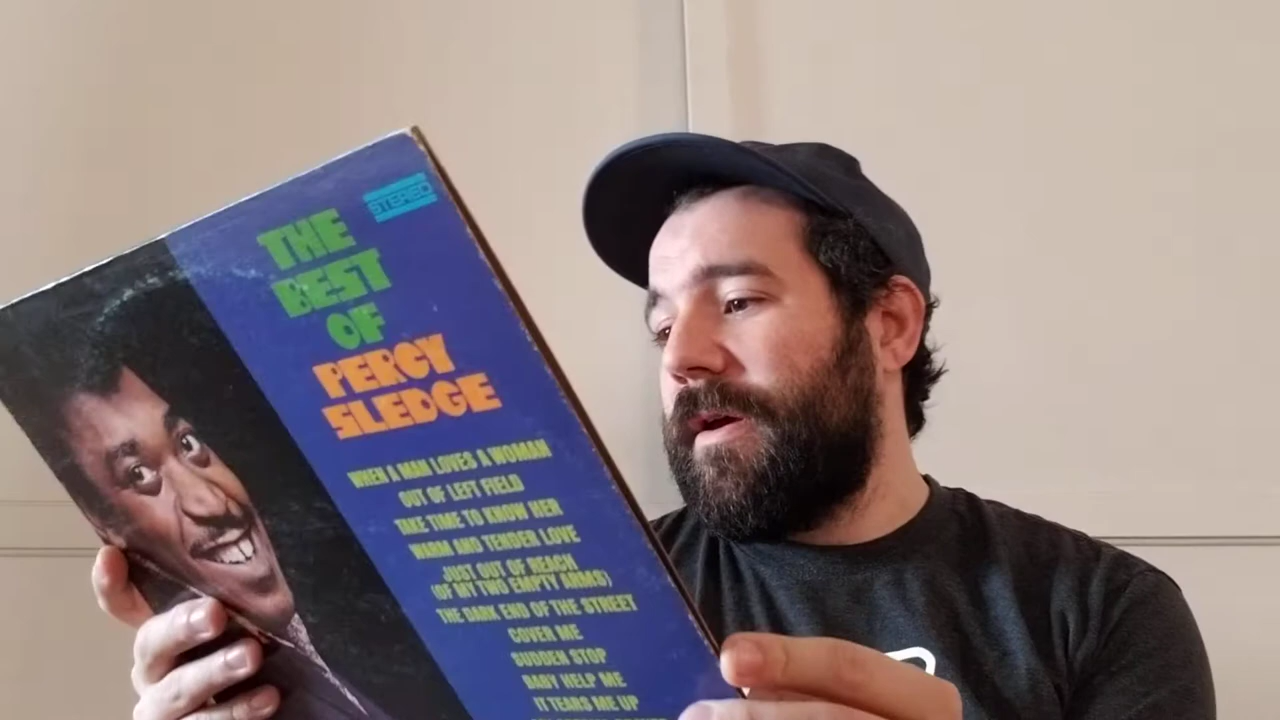 STEREO
THE
BEST
OF
PERCY
SLEDGE
WHEN A MAN LOVES A WOMAN
OUT OF LEFT FIELD
TAKE TIME TO KNOW HER
WARM AND TENDER LOVE
JUST OUT OF REACH
(OF MY TWO EMPTY ARMS)
THE DARK END OF THE STREET
COVER ME
SUDDEN STOP
BABY HELP ME
IT TEARS ME UP